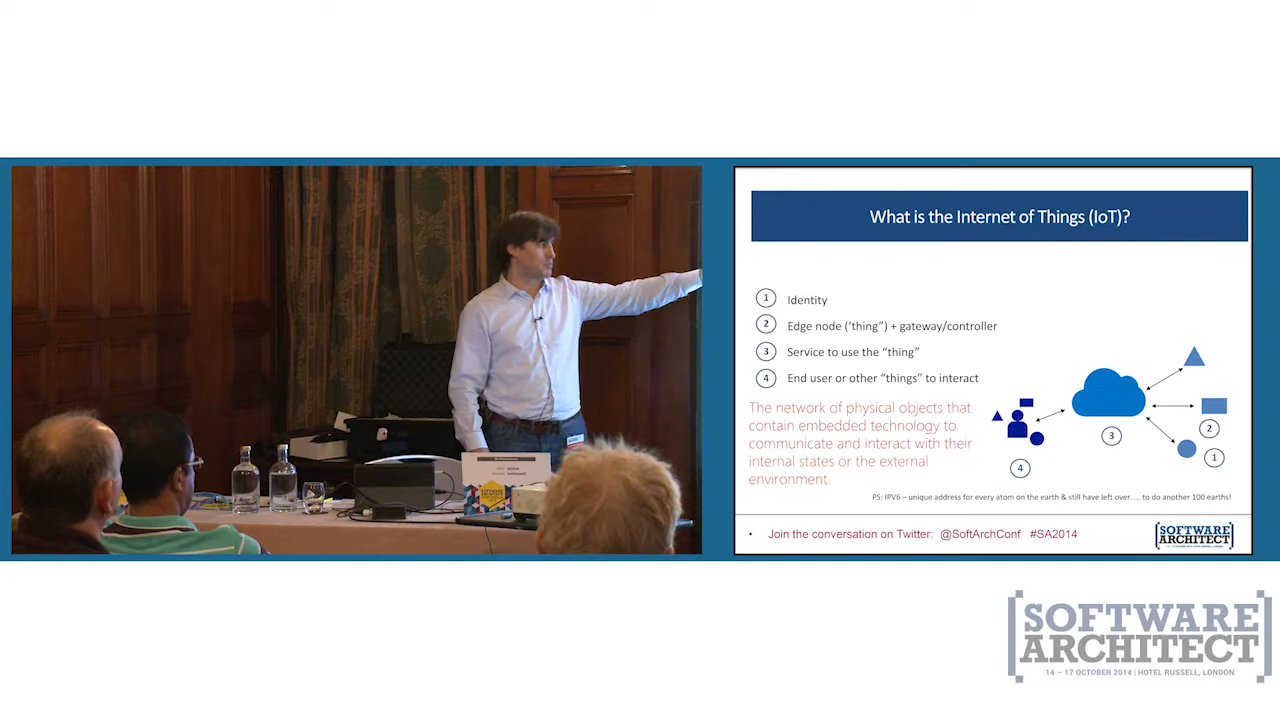 What is the Internet of Things (IoT)?
1 Identity
2 Edge node (‘thing”) + gateway/controller
3 Service to use the “thing”
4 End user or other “things” to interact
The network of physical objects that
contain embedded technology to
communicate and interact with their
internal states or the external
environment.
3
2
1
4
PS: IPV6 – unique address for every atom on the earth & still have left over..... to do another 100 earths!
• Join the conversation on Twitter: @SoftArchConf #SA2014
[SOFTWARE
ARCHITECT]
SOFTWARE
ARCHITECT
[SOFTWARE
ARCHITECT]
14 – 17 OCTOBER 2014 | HOTEL RUSSELL, LONDON